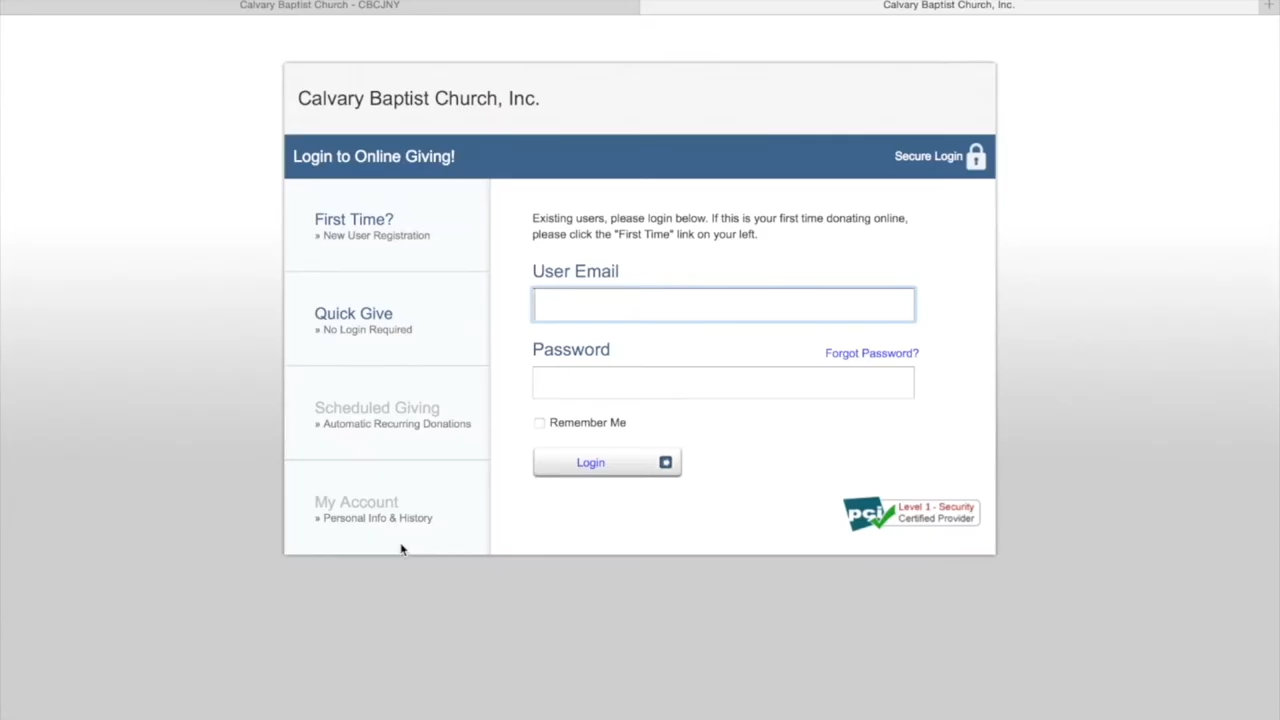 Calvary Baptist Church - CBCJNY
Calvary Baptist Church, Inc.
+
Calvary Baptist Church, Inc.
Login to Online Giving!
Secure Login
First Time?
» New User Registration
Quick Give
» No Login Required
Scheduled Giving
» Automatic Recurring Donations
My Account
» Personal Info & History
Existing users, please login below. If this is your first time donating online,
please click the "First Time" link on your left.
User Email
Password
Forgot Password?
Remember Me
Login
pci
Level 1 - Security
Certified Provider